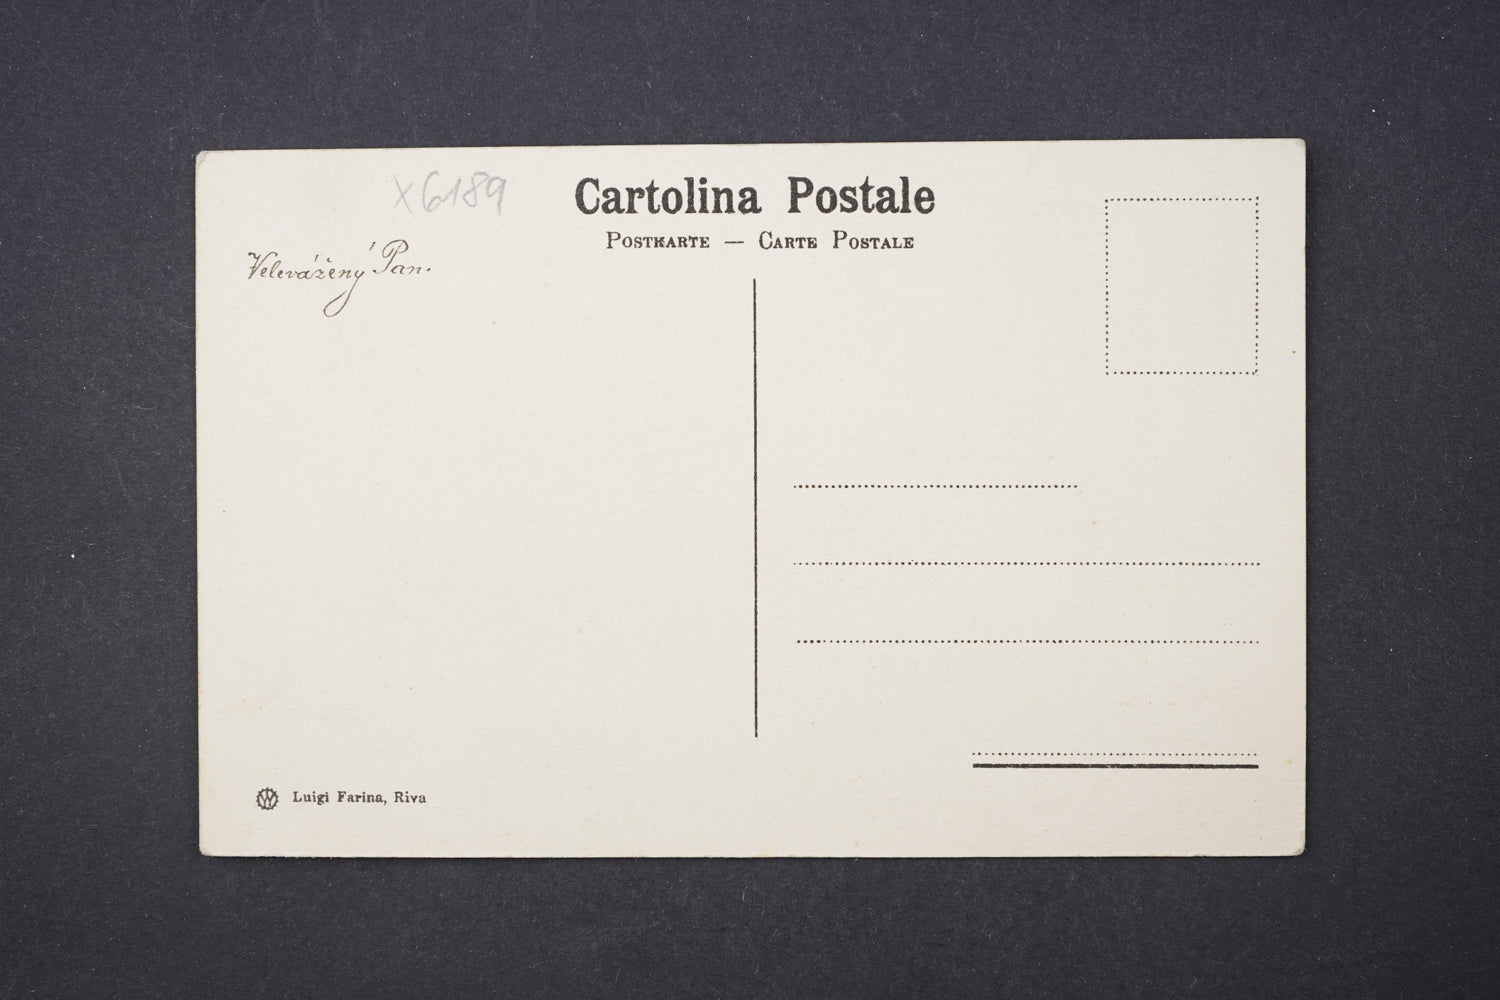 X6189
Cartolina Postale
POSTKARTE — CARTE POSTALE
Velevážený Pan.
Luigi Farina, Riva